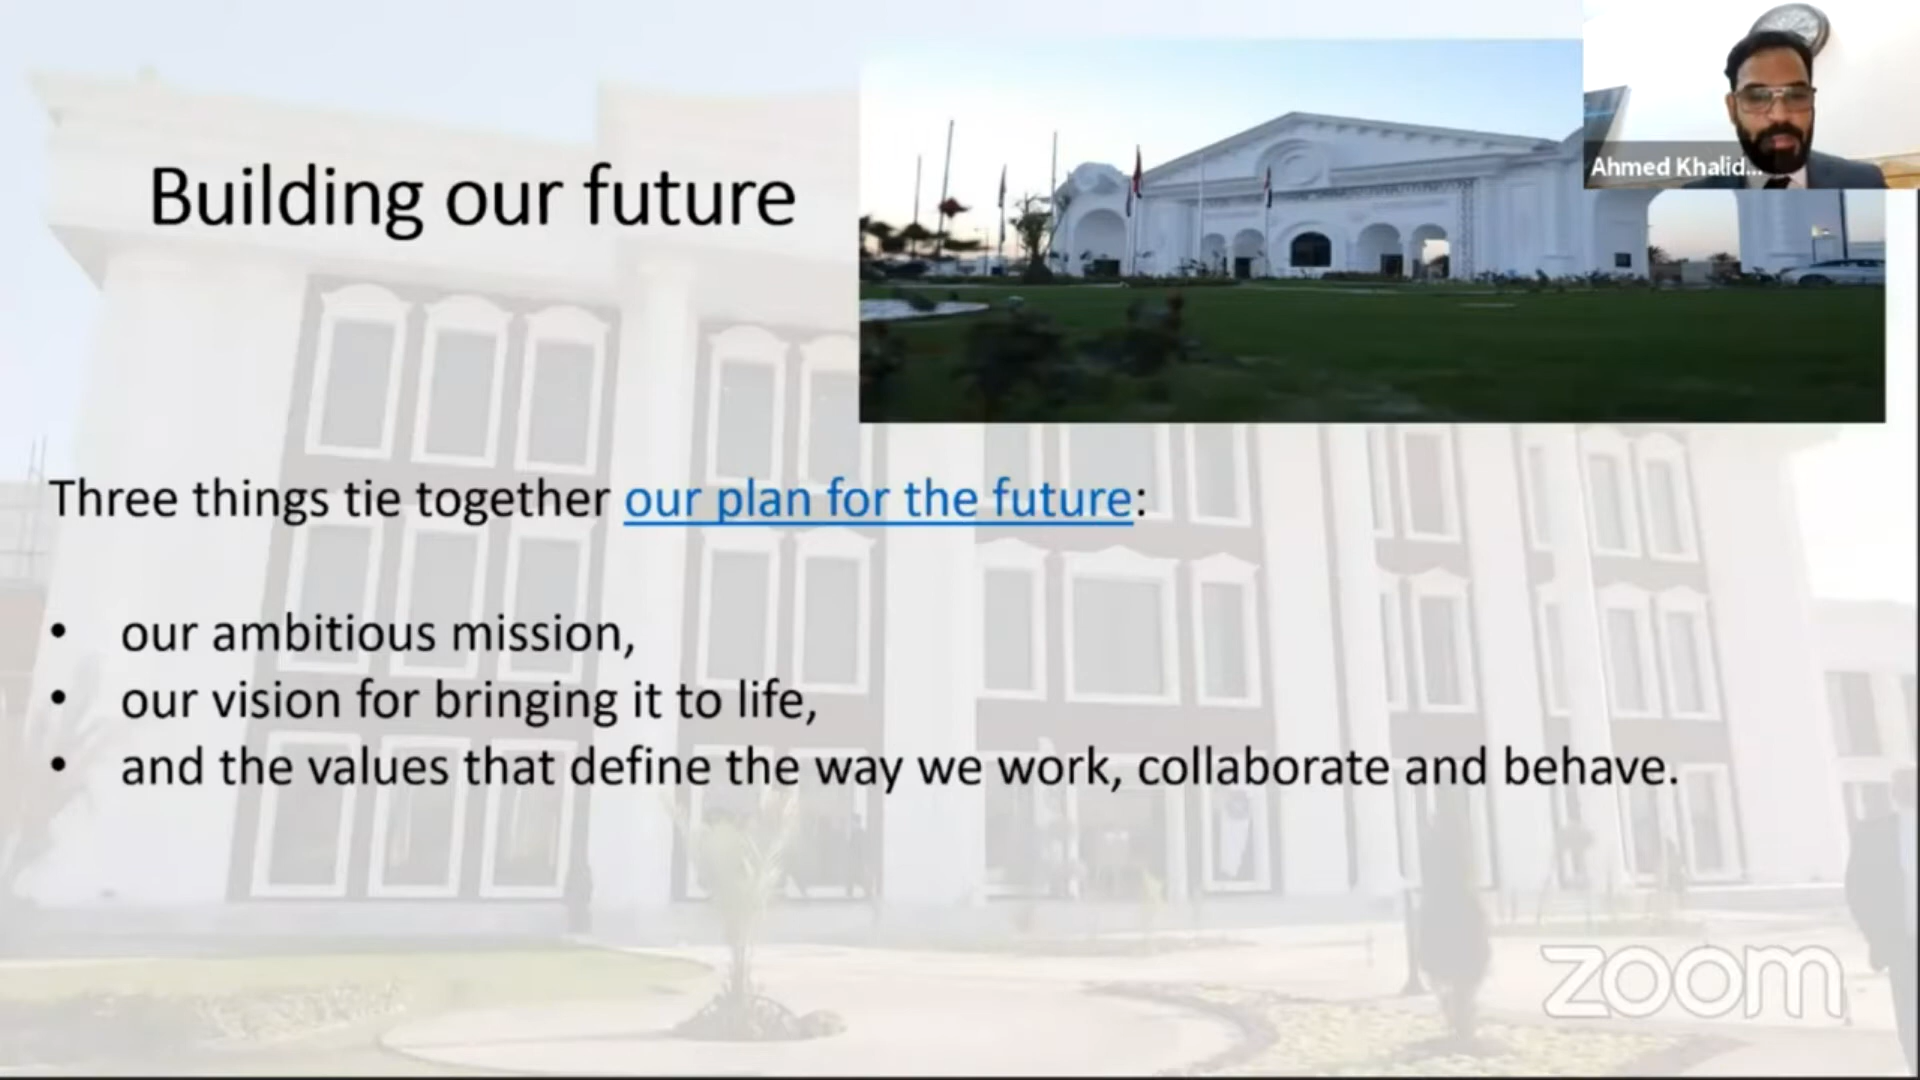 Building our future
Ahmed Khalid...
Three things tie together our plan for the future:
• our ambitious mission,
• our vision for bringing it to life,
• and the values that define the way we work, collaborate and behave.
zoom